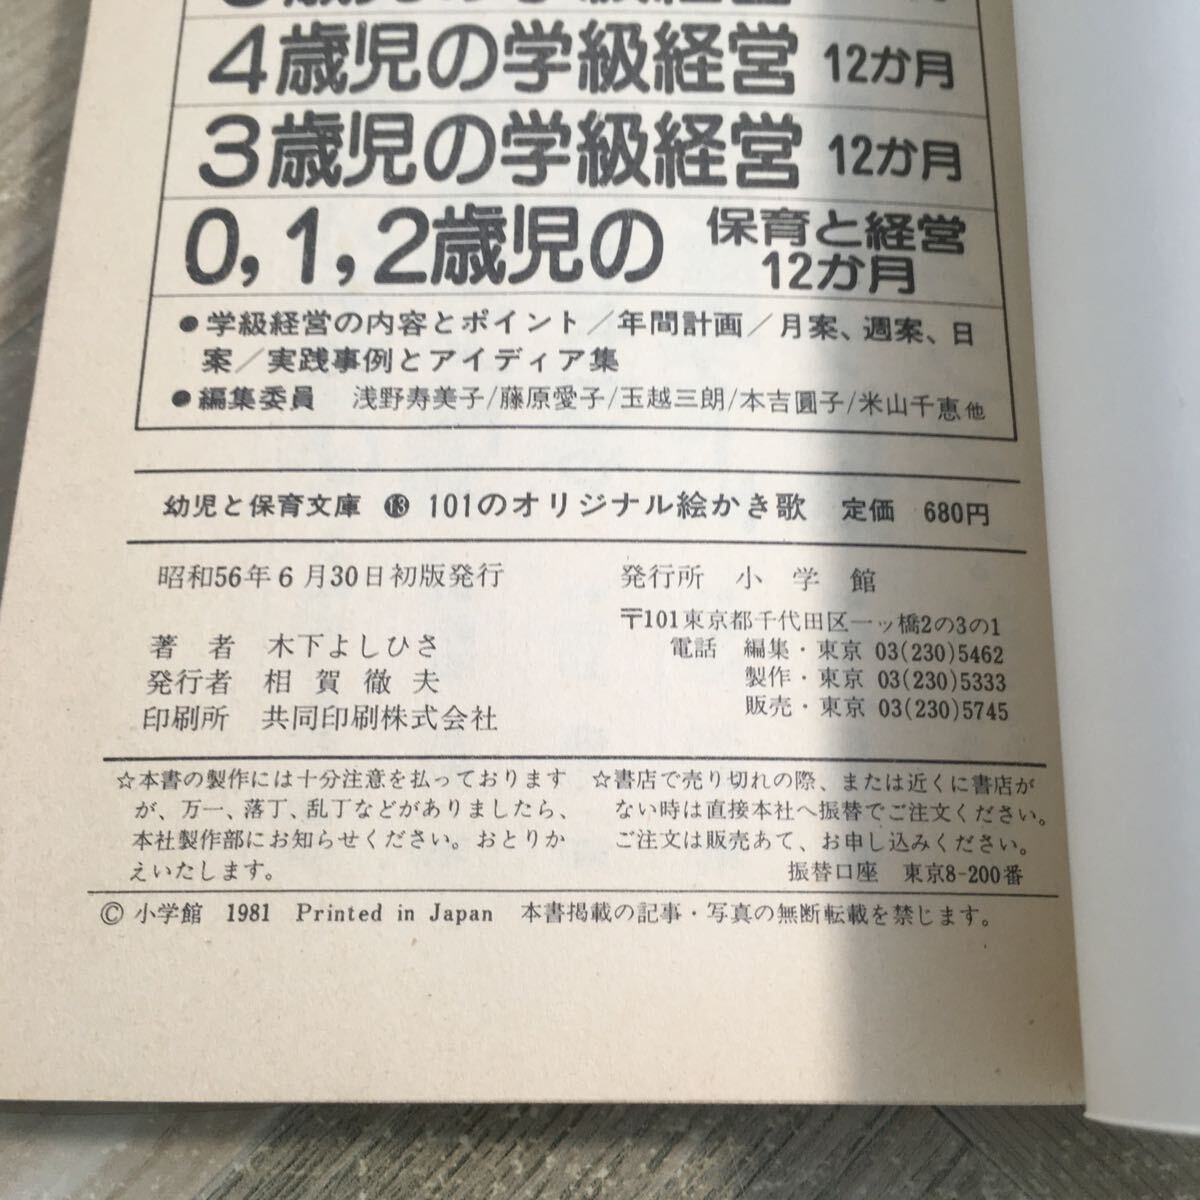 歳児の学級経営 月
4歳児の学級経営 12か月
3歳児の学級経営 12か月
0,1,2歳児の 保育と経営
12か月
●学級経営の内容とポイント/年間計画/月案、週案、日
案/実践事例とアイディア集
●編集委員 浅野寿美子/藤原愛子/玉越三朗/本吉圓子/米山千恵他
幼児と保育文庫 ⓭ 101のオリジナル絵かき歌 定価 680円
昭和56年6月30日初版発行
著者 木下よしひさ
発行者 相賀徹夫
印刷所 共同印刷株式会社
発行所 小学館
〒101東京都千代田区一ッ橋2の3の1
電話 編集・東京 03(230)5462
製作・東京 03(230)5333
販売・東京 03(230)5745
☆本書の製作には十分注意を払っております
が、万一、落丁、乱丁などがありましたら、
本社製作部にお知らせください。おとりか
えいたします。
☆書店で売り切れの際、または近くに書店が
ない時は直接本社へ振替でご注文ください。
ご注文は販売あて、お申し込みください。
振替口座 東京8-200番
© 小学館 1981 Printed in Japan 本書掲載の記事・写真の無断転載を禁じます。